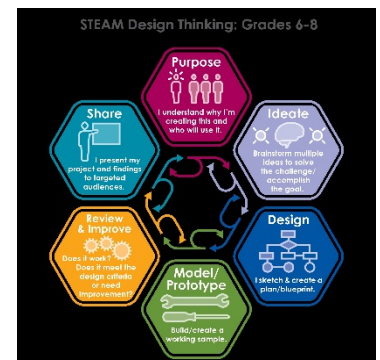 STEAM Design Thinking: Grades 6-8
Purpose
I understand why I'm
creating this and
who will use it.
Ideate
Brainstorm multiple
ideas to solve
the challenge/
accomplish
the goal.
Design
I sketch & create a
plan/blueprint.
Model/
Prototype
Build/create a
working sample.
Review
& Improve
Does it work?
Does it meet the
design criteria
or need
improvement?
Share
I present my
project and findings
to targeted
audiences.